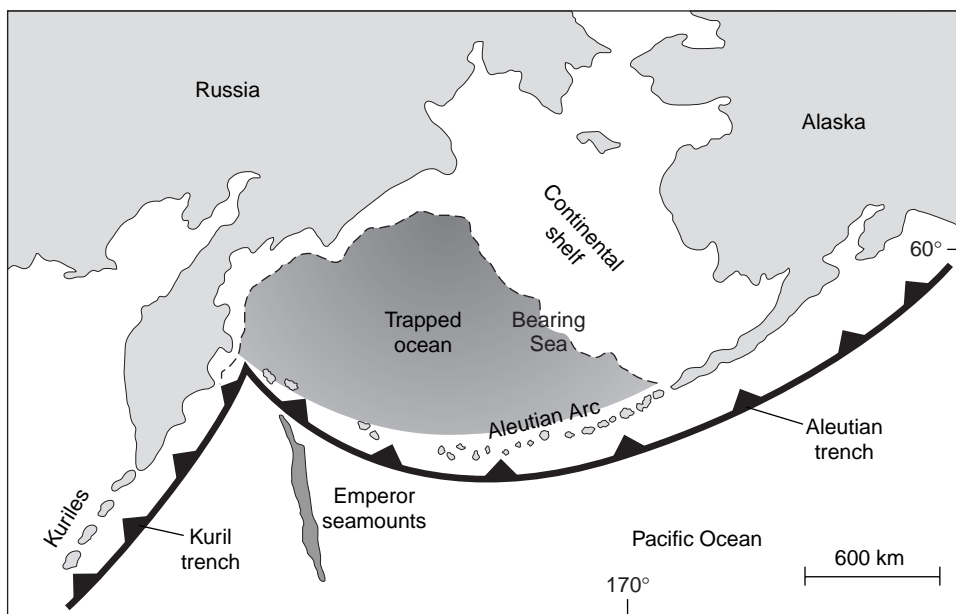 Russia
Alaska
Continental
shelf
60°
Trapped
ocean
Bearing
Sea
Aleutian Arc
Aleutian
trench
Kuriles
Emperor
seamounts
Kuril
trench
Pacific Ocean
600 km
170°